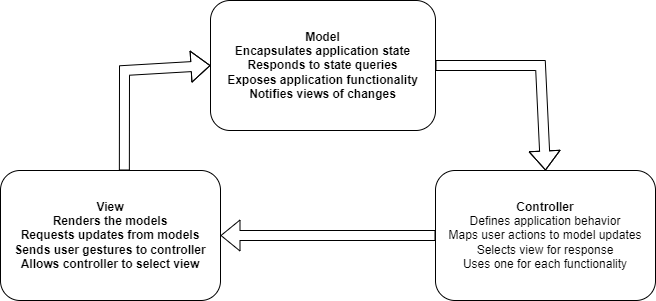 Model
Encapsulates application state
Responds to state queries
Exposes application functionality
Notifies views of changes
View
Renders the models
Requests updates from models
Sends user gestures to controller
Allows controller to select view
Controller
Defines application behavior
Maps user actions to model updates
Selects view for response
Uses one for each functionality